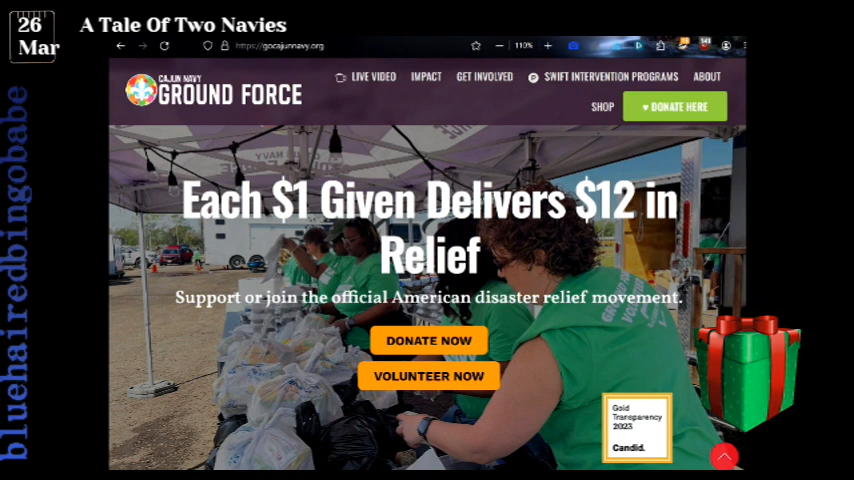 26
Mar
A Tale Of Two Navies
https://gocajunnavy.org
110%
141
CAJUN NAVY
GROUND FORCE
LIVE VIDEO
IMPACT
GET INVOLVED
SWIFT INTERVENTION PROGRAMS
ABOUT
SHOP
♥ DONATE HERE
Each $1 Given Delivers $12 in
Relief
Support or join the official American disaster relief movement.
DONATE NOW
VOLUNTEER NOW
Gold
Transparency
2023
Candid.
bluehairedbingobabe